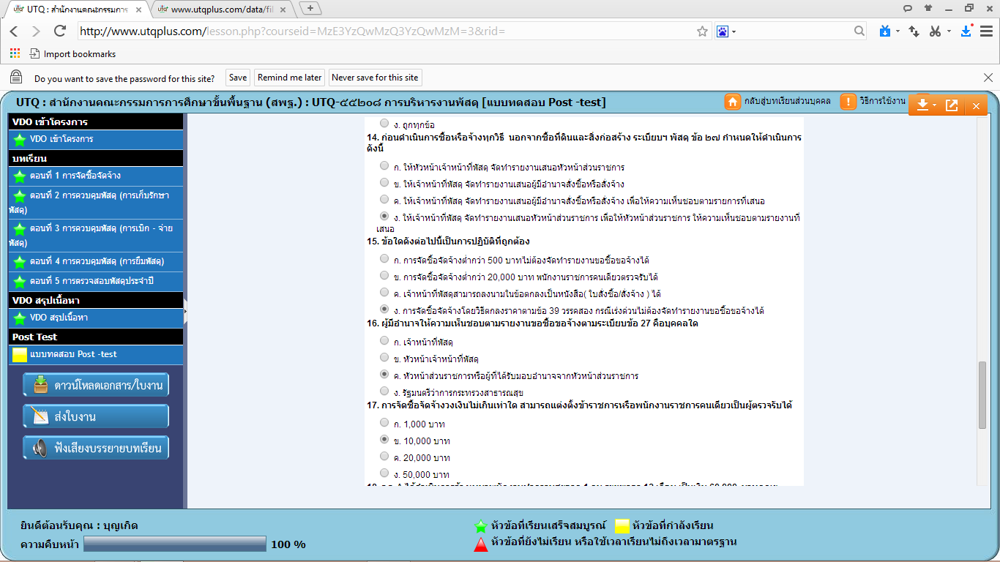 UTQ : สำนักงานคณะกรรมการ
www.utqplus.com/data/fil
http://www.utqplus.com/lesson.php?courseid=MzE3YzQwMzQ3YzQwMzM=3&rid=
Import bookmarks
Do you want to save the password for this site?
Save
Remind me later
Never save for this site
UTQ : สำนักงานคณะกรรมการการศึกษาขั้นพื้นฐาน (สพฐ.) : UTQ-๕๕๒๐๘ การบริหารงานพัสดุ [แบบทดสอบ Post -test]
กลับสู่บทเรียนส่วนบุคคล
วิธีการใช้งาน
VDO เข้าโครงการ
VDO เข้าโครงการ
บทเรียน
ตอนที่ 1 การจัดซื้อจัดจ้าง
ตอนที่ 2 การควบคุมพัสดุ (การเก็บรักษา
พัสดุ)
ตอนที่ 3 การควบคุมพัสดุ (การเบิก - จ่าย
พัสดุ)
ตอนที่ 4 การควบคุมพัสดุ (การยืมพัสดุ)
ตอนที่ 5 การตรวจสอบพัสดุประจำปี
VDO สรุปเนื้อหา
VDO สรุปเนื้อหา
Post Test
แบบทดสอบ Post -test
ดาวน์โหลดเอกสาร/ใบงาน
ส่งใบงาน
ฟังเสียงบรรยายบทเรียน
ง. ถูกทุกข้อ
14. ก่อนดำเนินการซื้อหรือจ้างทุกวิธี นอกจากซื้อที่ดินและสิ่งก่อสร้าง ระเบียบฯ พัสดุ ข้อ ๒๗ กำหนดให้ดำเนินการ
ดังนี้
ก. ให้หัวหน้าเจ้าหน้าที่พัสดุ จัดทำรายงานเสนอหัวหน้าส่วนราชการ
ข. ให้เจ้าหน้าที่พัสดุ จัดทำรายงานเสนอผู้มีอำนาจสั่งซื้อหรือสั่งจ้าง
ค. ให้เจ้าหน้าที่พัสดุ จัดทำรายงานเสนอผู้มีอำนาจสั่งซื้อหรือสั่งจ้าง เพื่อให้ความเห็นชอบตามรายการที่เสนอ
ง. ให้เจ้าหน้าที่พัสดุ จัดทำรายงานเสนอหัวหน้าส่วนราชการ เพื่อให้หัวหน้าส่วนราชการ ให้ความเห็นชอบตามรายงานที่
เสนอ
15. ข้อใดดังต่อไปนี้เป็นการปฏิบัติที่ถูกต้อง
ก. การจัดซื้อจัดจ้างต่ำกว่า 500 บาทไม่ต้องจัดทำรายงานขอซื้อขอจ้างได้
ข. การจัดซื้อจัดจ้างต่ำกว่า 20,000 บาท พนักงานราชการคนเดียวตรวจรับได้
ค. เจ้าหน้าที่พัสดุสามารถลงนามในข้อตกลงเป็นหนังสือ( ใบสั่งซื้อ/สั่งจ้าง ) ได้
ง. การจัดซื้อจัดจ้างโดยวิธีตกลงราคาตามข้อ 39 วรรคสอง กรณีเร่งด่วนไม่ต้องจัดทำรายงานขอซื้อขอจ้างได้
16. ผู้มีอำนาจให้ความเห็นชอบตามรายงานขอซื้อขอจ้างตามระเบียบข้อ 27 คือบุคคลใด
ก. เจ้าหน้าที่พัสดุ
ข. หัวหน้าเจ้าหน้าที่พัสดุ
ค. หัวหน้าส่วนราชการหรือผู้ที่ได้รับมอบอำนาจจากหัวหน้าส่วนราชการ
ง. รัฐมนตรีว่าการกระทรวงสาธารณสุข
17. การจัดซื้อจัดจ้างวงเงินไม่เกินเท่าใด สามารถแต่งตั้งข้าราชการหรือพนักงานราชการคนเดียวเป็นผู้ตรวจรับได้
ก. 1,000 บาท
ข. 10,000 บาท
ค. 20,000 บาท
ง. 50,000 บาท
ยินดีต้อนรับคุณ : บุญเกิด
ความคืบหน้า 100 %
หัวข้อที่เรียนเสร็จสมบูรณ์
หัวข้อที่กำลังเรียน
หัวข้อที่ยังไม่เรียน หรือใช้เวลาเรียนไม่ถึงเวลามาตรฐาน